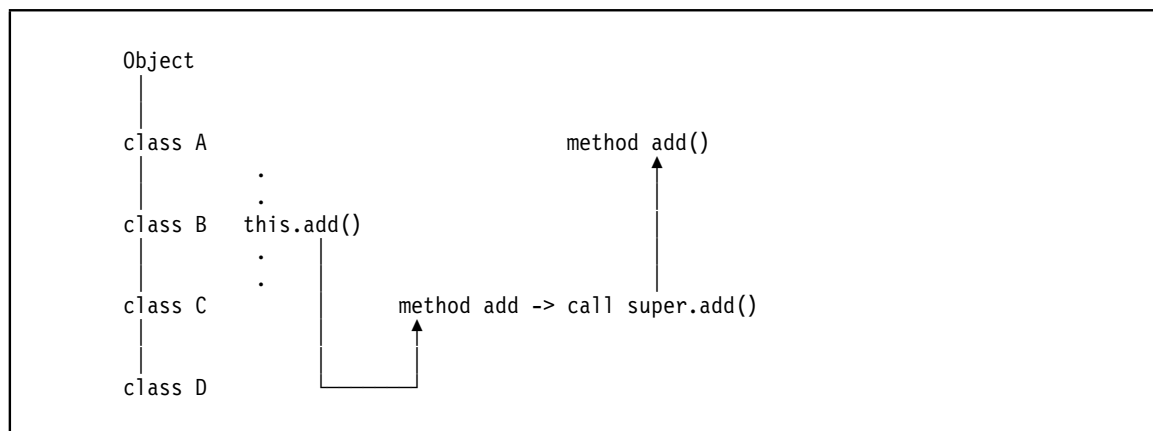 Object
class A method add()
.
.
class B this.add()
.
.
class C method add -> call super.add()
class D